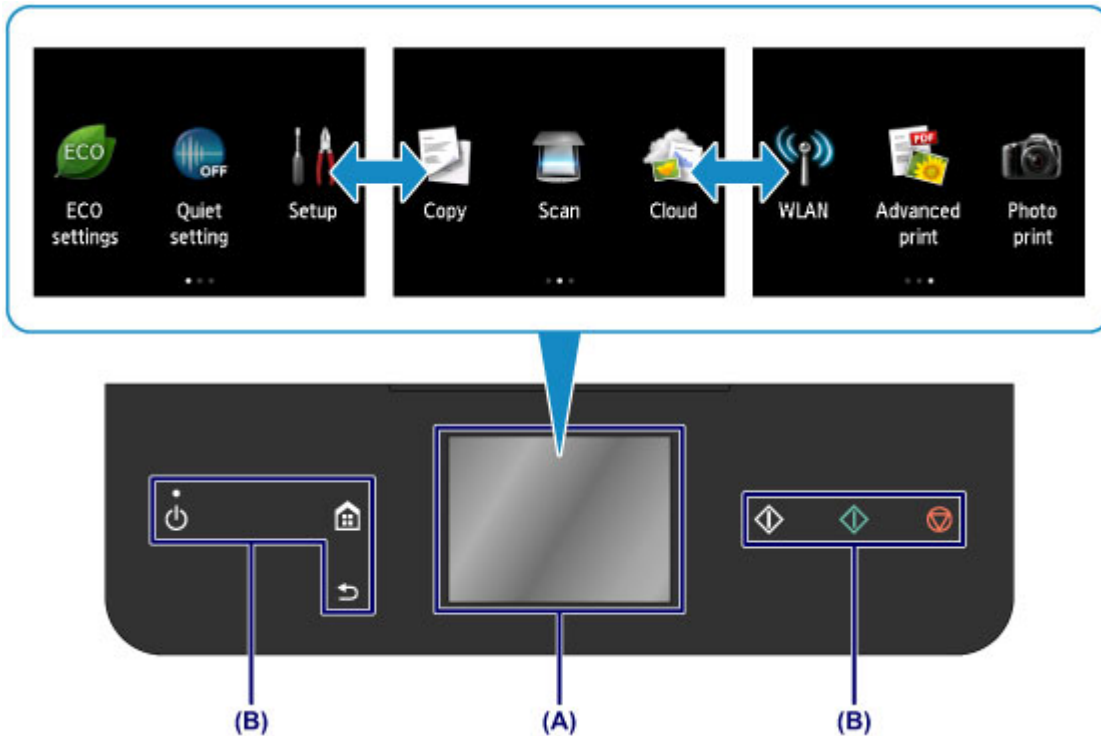 ECO
OFF
PDF
ECO
settings
Quiet
setting
Setup
Copy
Scan
Cloud
WLAN
Advanced
print
Photo
print
(B)
(A)
(B)